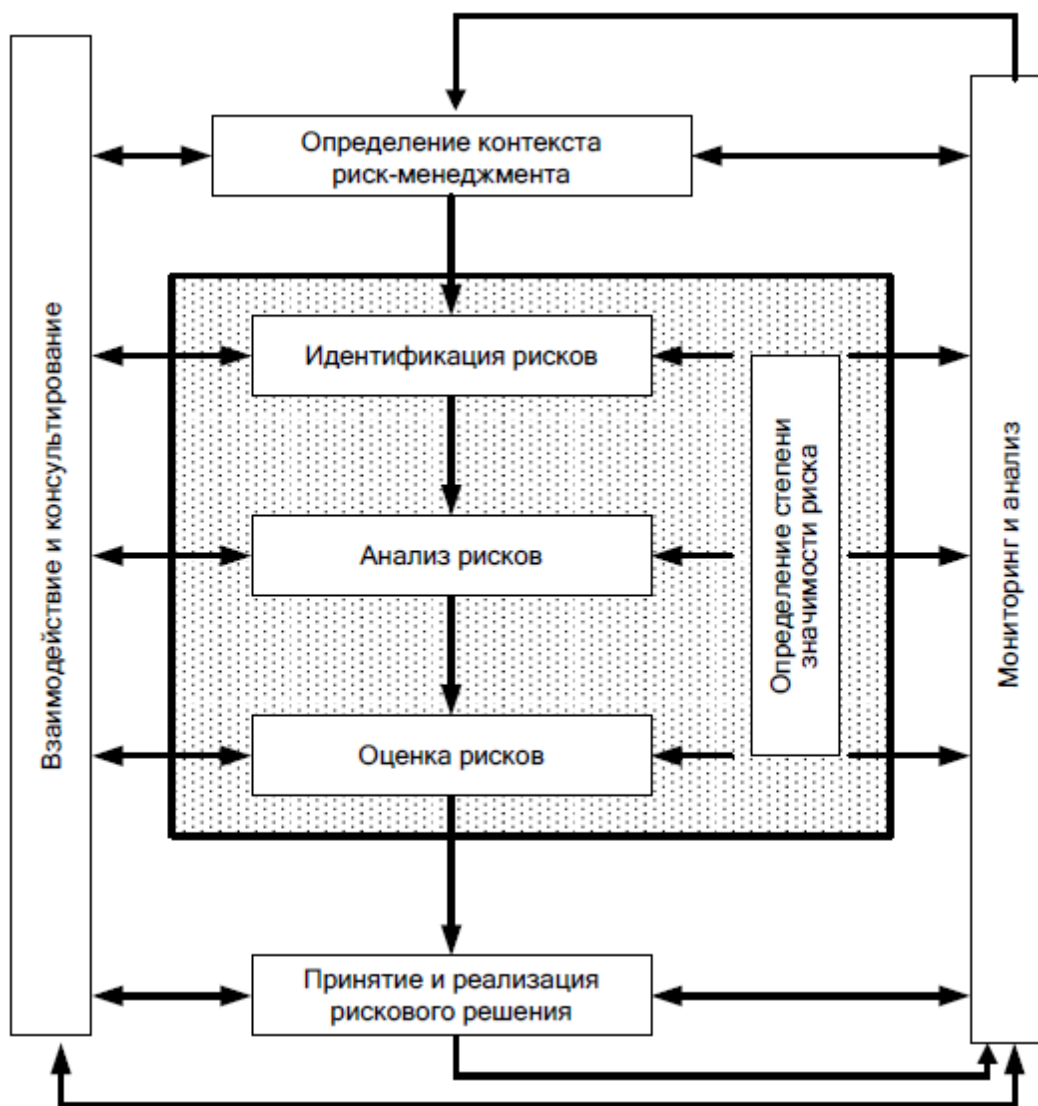 Взаимодействие и консультирование
Определение контекста
риск-менеджмента
Идентификация рисков
Анализ рисков
Оценка рисков
Определение степени
значимости риска
Принятие и реализация
рискового решения
Мониторинг и анализ